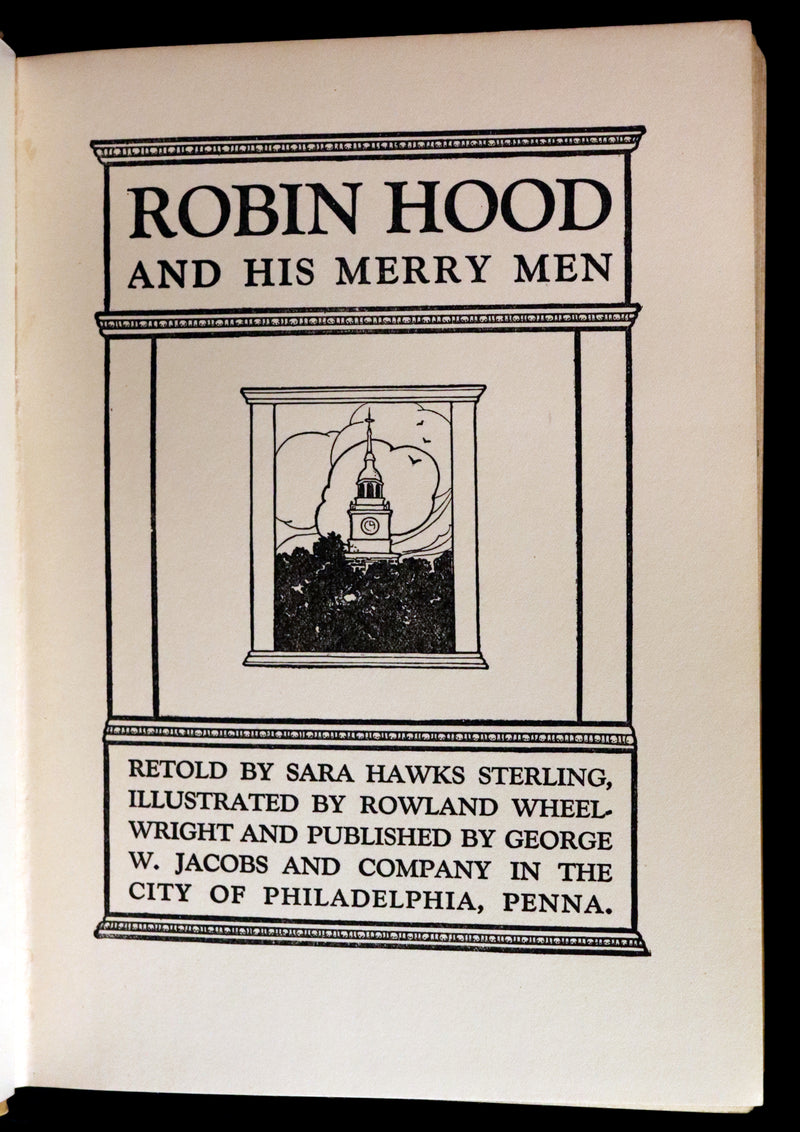 ROBIN HOOD
AND HIS MERRY MEN
RETOLD BY SARA HAWKS STERLING,
ILLUSTRATED BY ROWLAND WHEEL-
WRIGHT AND PUBLISHED BY GEORGE
W. JACOBS AND COMPANY IN THE
CITY OF PHILADELPHIA, PENNA.